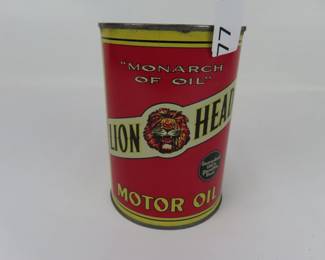 77
"MONARCH
OF OIL"
LION HEAD
MOTOR OIL